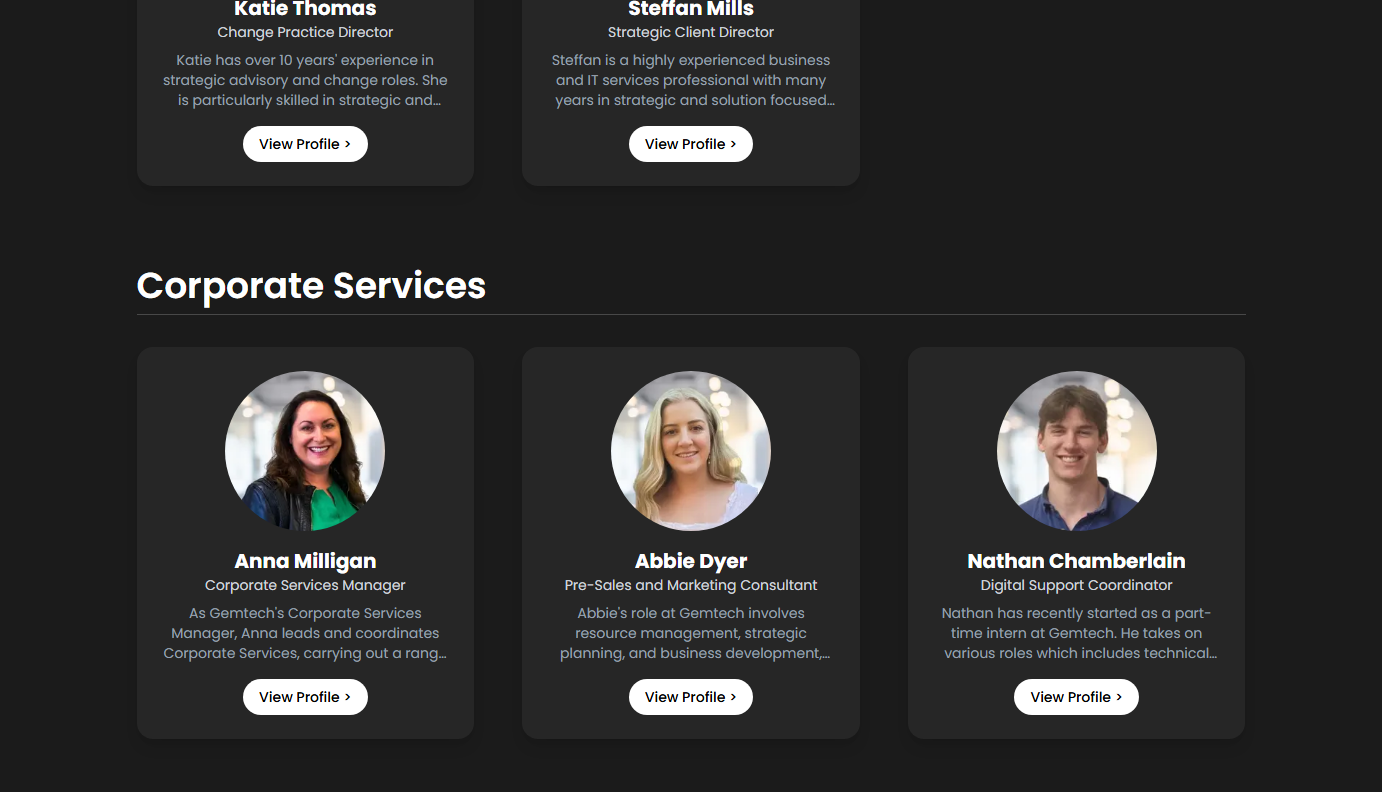 Katie Thomas
Change Practice Director
Katie has over 10 years' experience in
strategic advisory and change roles. She
is particularly skilled in strategic and…
View Profile >
Steffan Mills
Strategic Client Director
Steffan is a highly experienced business
and IT services professional with many
years in strategic and solution focused…
View Profile >
Corporate Services
Anna Milligan
Corporate Services Manager
As Gemtech's Corporate Services
Manager, Anna leads and coordinates
Corporate Services, carrying out a rang…
View Profile >
Abbie Dyer
Pre-Sales and Marketing Consultant
Abbie's role at Gemtech involves
resource management, strategic
planning, and business development,…
View Profile >
Nathan Chamberlain
Digital Support Coordinator
Nathan has recently started as a part-
time intern at Gemtech. He takes on
various roles which includes technical…
View Profile >